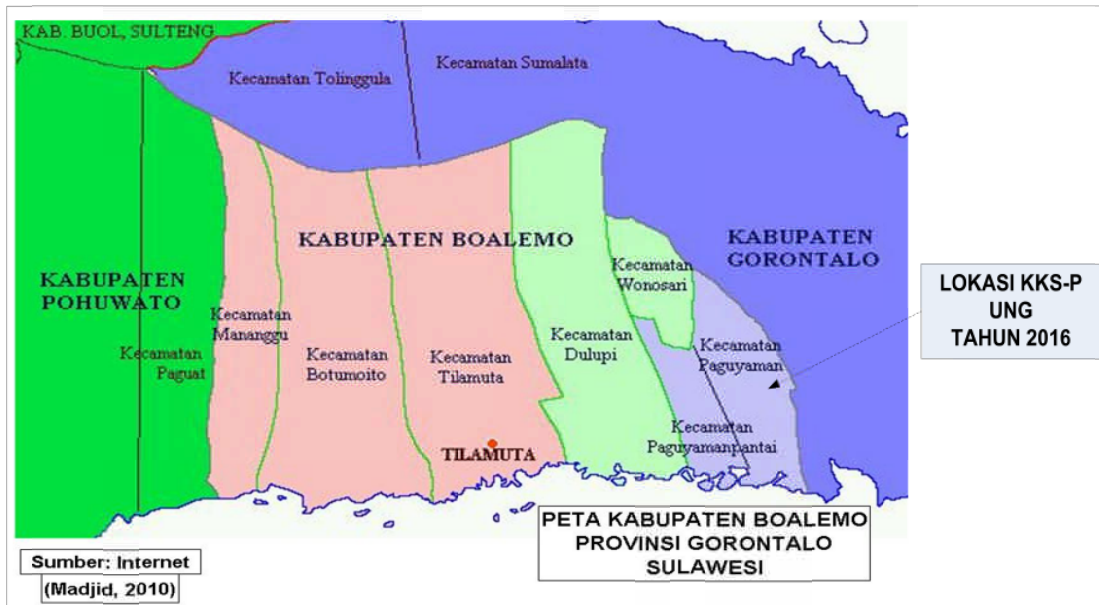 KAB. BUOL, SULTENG
Kecamatan Tolinggula
Kecamatan Sumalata
KABUPATEN BOALEMO
KABUPATEN
GORONTALO
KABUPATEN
POHUWATO
Kecamatan
Paguat
Kecamatan
Mananggu
Kecamatan
Botumoito
Kecamatan
Tilamuta
TILAMUTA
Kecamatan
Dulupi
Kecamatan
Wonosari
Kecamatan
Paguyaman
Kecamatan
Paguyamanpantai
LOKASI KKS-P
UNG
TAHUN 2016
PETA KABUPATEN BOALEMO
PROVINSI GORONTALO
SULAWESI
Sumber: Internet
(Madjid, 2010)